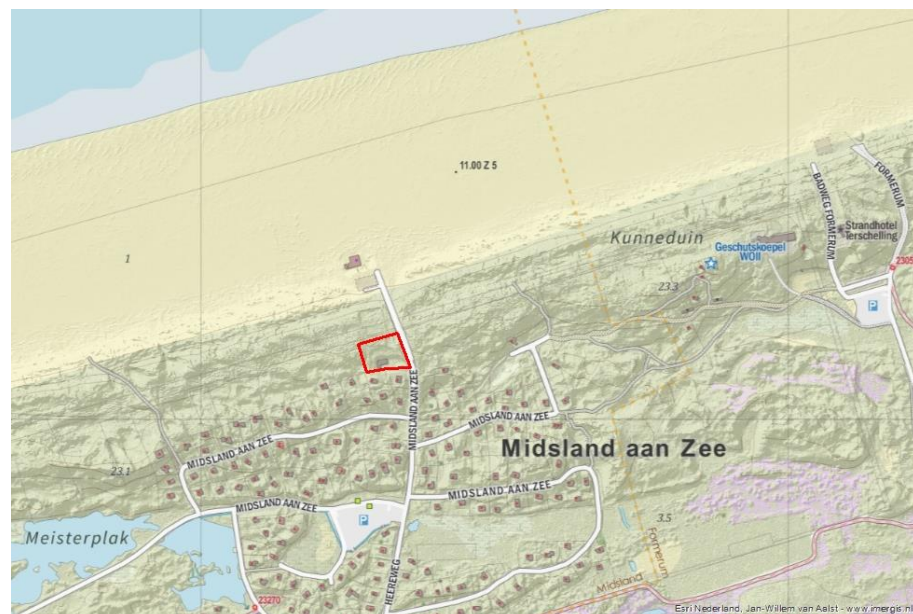 11.00 Z 5
FORMERUM
BADWEG FORMERUM
Strandhotel
Terschelling
Kunneduin
Geschutskoepel
WOII
1
23.3
2305
P
MIDSLAND AAN ZEE
MIDSLAND AAN ZEE
MIDSLAND AAN ZEE
Midsland aan Zee
23.1
MIDSLAND AAN ZEE
MIDSLAND AAN ZEE
P
3.5
Meisterplak
HEEREWEG
Formerum
Midsland
23270
Esri Nederland, Jan-Willem van Aalst - www.imergis.nl